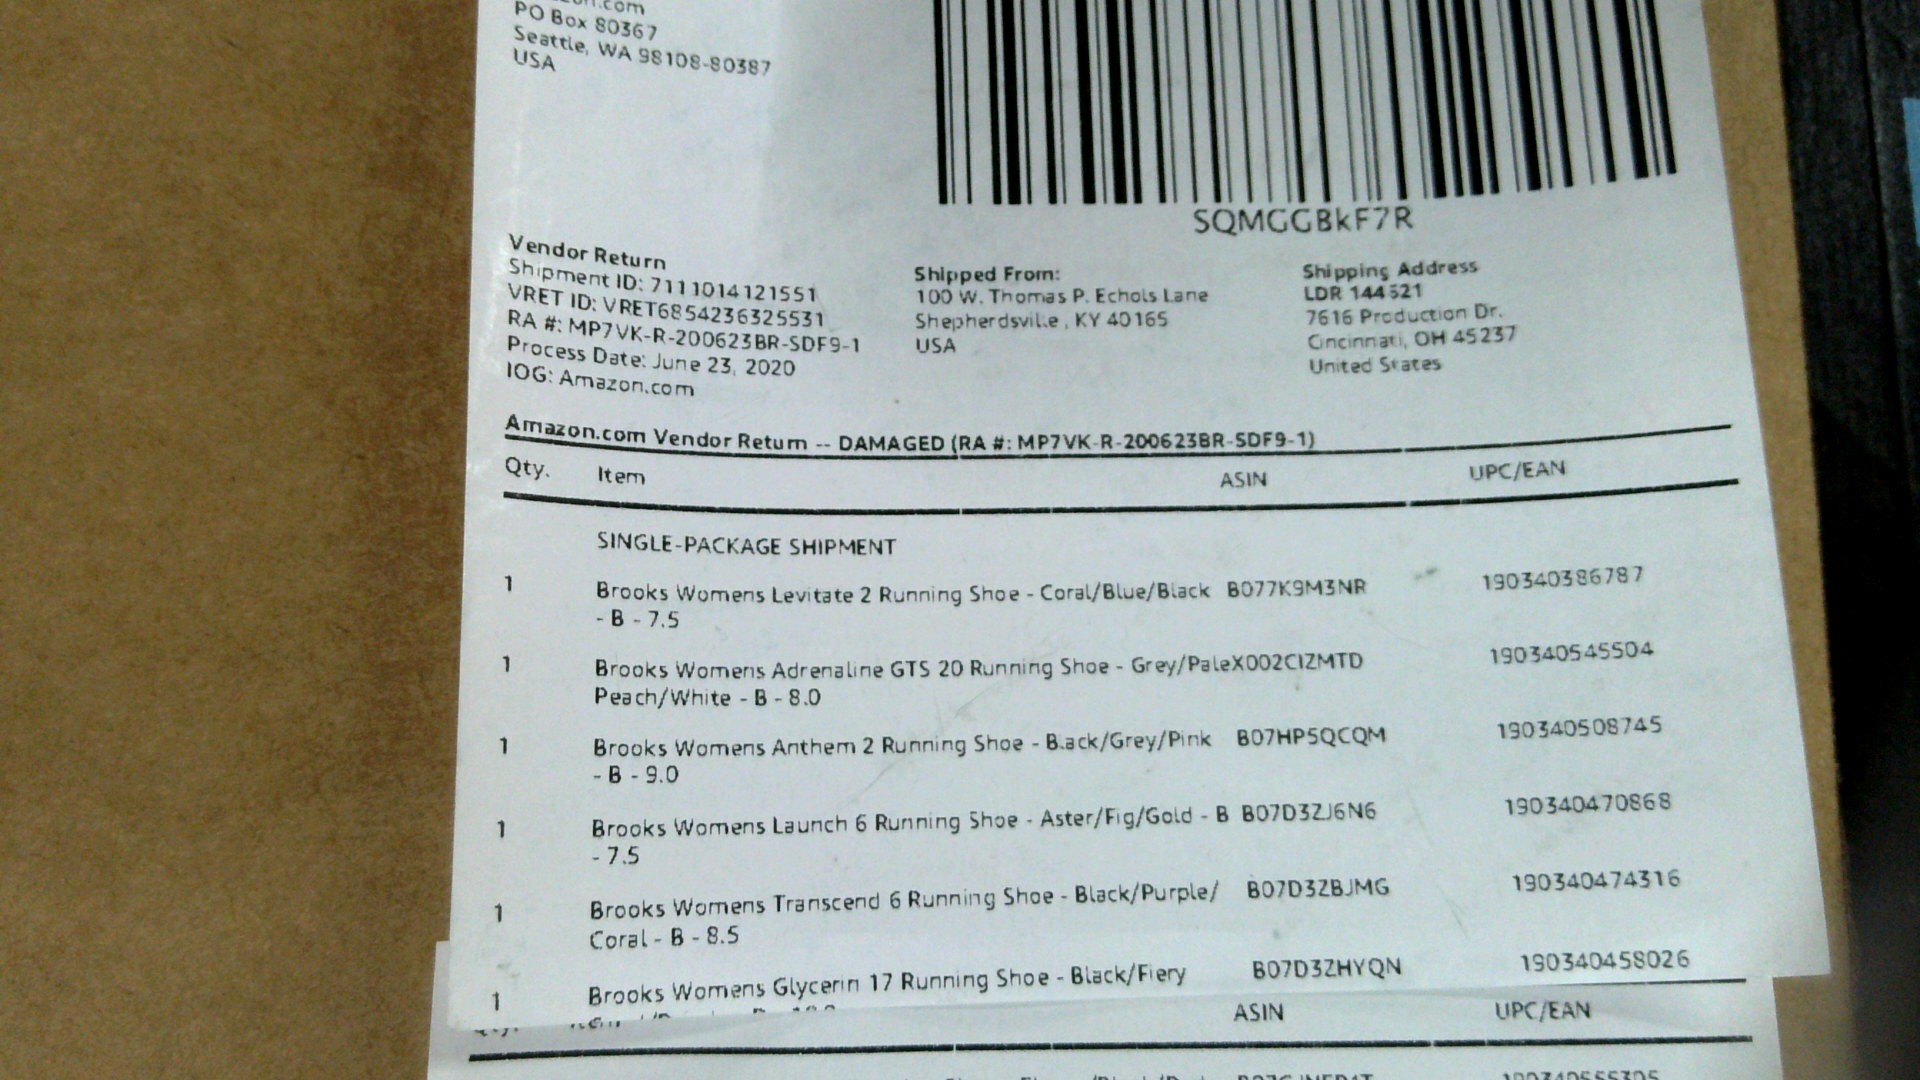 PO Box 80367
Seattle, WA 98108-80387
USA
SQMGGBkF7R
Vendor Return
Shipment ID: 7111014121551
VRET ID: VRET6854236325531
RA #: MP7VK-R-200623BR-SDF9-1
Process Date: June 23, 2020
IOG: Amazon.com
Shipped From:
100 W. Thomas P. Echols Lane
Shepherdsville, KY 40165
USA
Shipping Address
LDR 144521
7616 Production Dr.
Cincinnati, OH 45237
United States
Amazon.com Vendor Return -- DAMAGED (RA #: MP7VK-R-200623BR-SDF9-1)
Qty. Item ASIN UPC/EAN
SINGLE-PACKAGE SHIPMENT
1 Brooks Womens Levitate 2 Running Shoe - Coral/Blue/Black B077K9M3NR 190340386787
- B - 7.5
1 Brooks Womens Adrenaline GTS 20 Running Shoe - Grey/PaleX002CIZMTD 190340545504
Peach/White - B - 8.0
1 Brooks Womens Anthem 2 Running Shoe - Black/Grey/Pink B07HP5QCQM 190340508745
- B - 9.0
1 Brooks Womens Launch 6 Running Shoe - Aster/Fig/Gold - B B07D3ZJ6N6 190340470868
- 7.5
1 Brooks Womens Transcend 6 Running Shoe - Black/Purple/ B07D3ZBJMG 190340474316
Coral - B - 8.5
1 Brooks Womens Glycerin 17 Running Shoe - Black/Fiery B07D3ZHYQN 190340458026
ASIN UPC/EAN